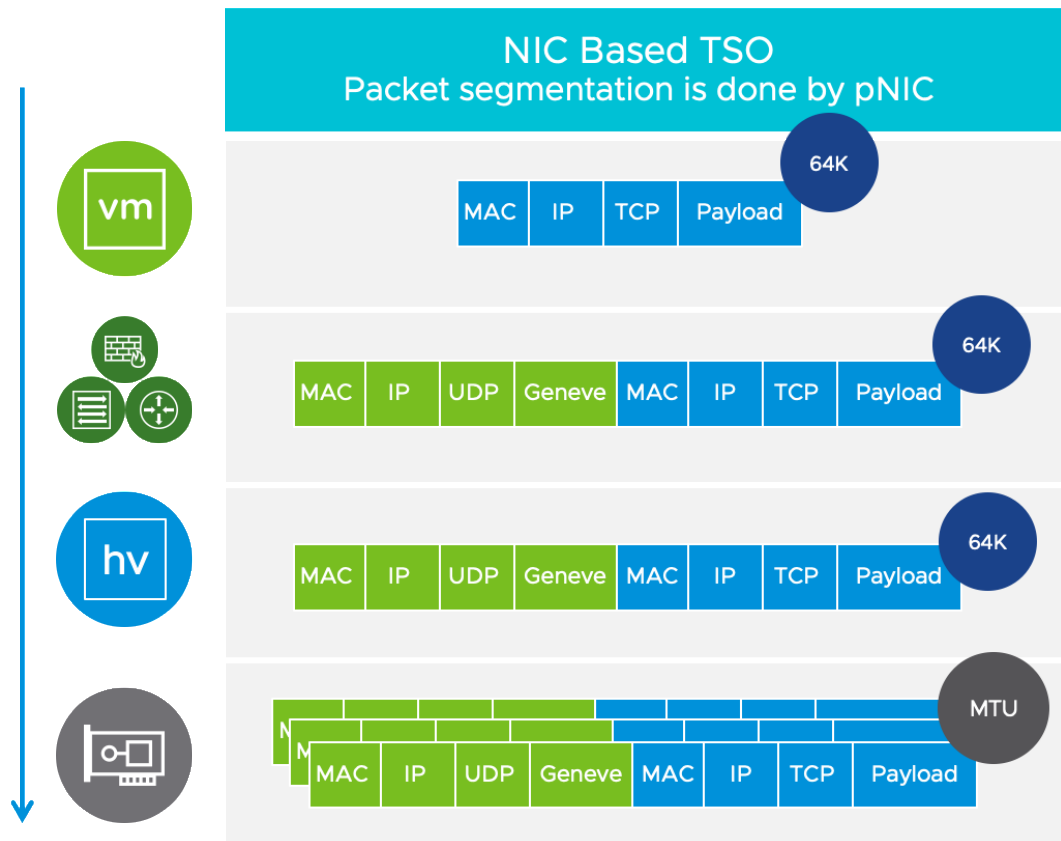 NIC Based TSO
Packet segmentation is done by pNIC
vm
MAC IP TCP Payload
64K
MAC IP UDP Geneve MAC IP TCP Payload
64K
hv
MAC IP UDP Geneve MAC IP TCP Payload
64K
MTU
MAC IP UDP Geneve MAC IP TCP Payload